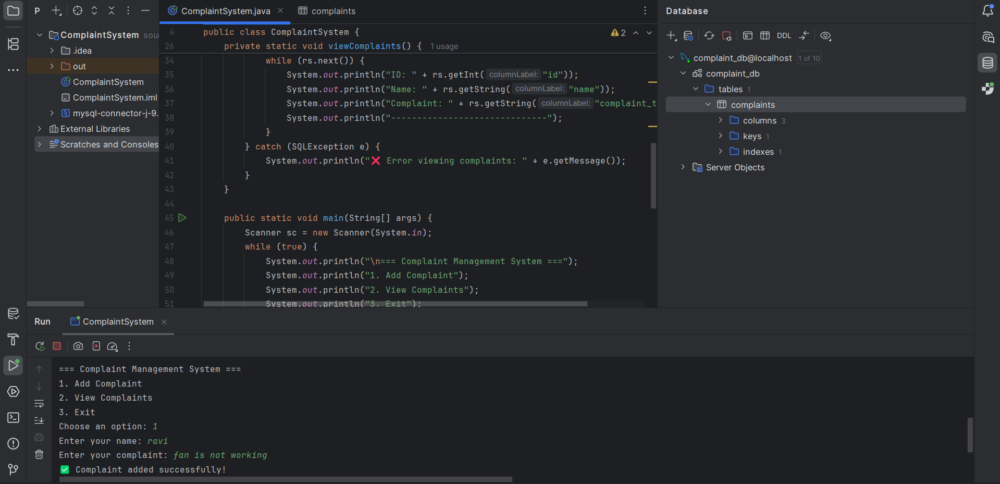 P
ComplaintSystem.java
complaints
Database
ComplaintSystem sou
.idea
out
ComplaintSystem
ComplaintSystem.iml
mysql-connector-j-9.
External Libraries
Scratches and Consoles
4 public class ComplaintSystem {
2
26 private static void viewComplaints() { 1 usage
34 while (rs.next()) {
35 System.out.println("ID: " + rs.getInt( columnLabel: "id"));
36 System.out.println("Name: " + rs.getString( columnLabel: "name"));
37 System.out.println("Complaint: " + rs.getString( columnLabel: "complaint_t
38 System.out.println("------------------------------");
39 }
40 } catch (SQLException e) {
41 System.out.println("❌ Error viewing complaints: " + e.getMessage());
42 }
43 }
44
45 public static void main(String[] args) {
46 Scanner sc = new Scanner(System.in);
47 while (true) {
48 System.out.println("\n=== Complaint Management System ===");
49 System.out.println("1. Add Complaint");
50 System.out.println("2. View Complaints");
51 System.out.println("3. Exit");
DDL
complaint_db@localhost 1 of 10
complaint_db
tables 1
complaints
columns 3
keys 1
indexes 1
Server Objects
Run
ComplaintSystem
=== Complaint Management System ===
1. Add Complaint
2. View Complaints
3. Exit
Choose an option: 1
Enter your name: ravi
Enter your complaint: fan is not working
✅ Complaint added successfully!